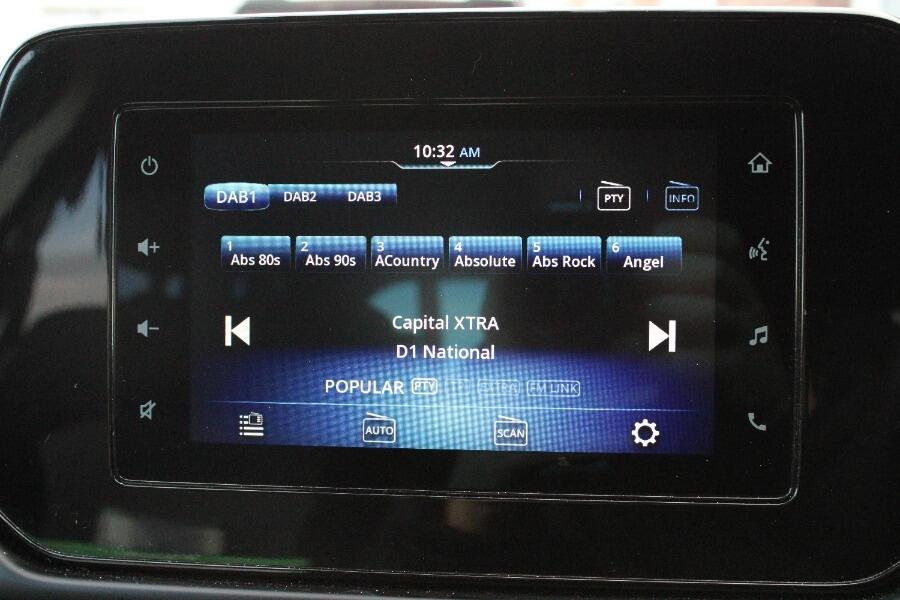 10:32 AM
DAB1 DAB2 DAB3 PTY INFO
1 2 3 4 5 6
Abs 80s Abs 90s ACountry Absolute Abs Rock Angel
Capital XTRA
D1 National
POPULAR PTY TP EXTRA FM LINK
AUTO SCAN